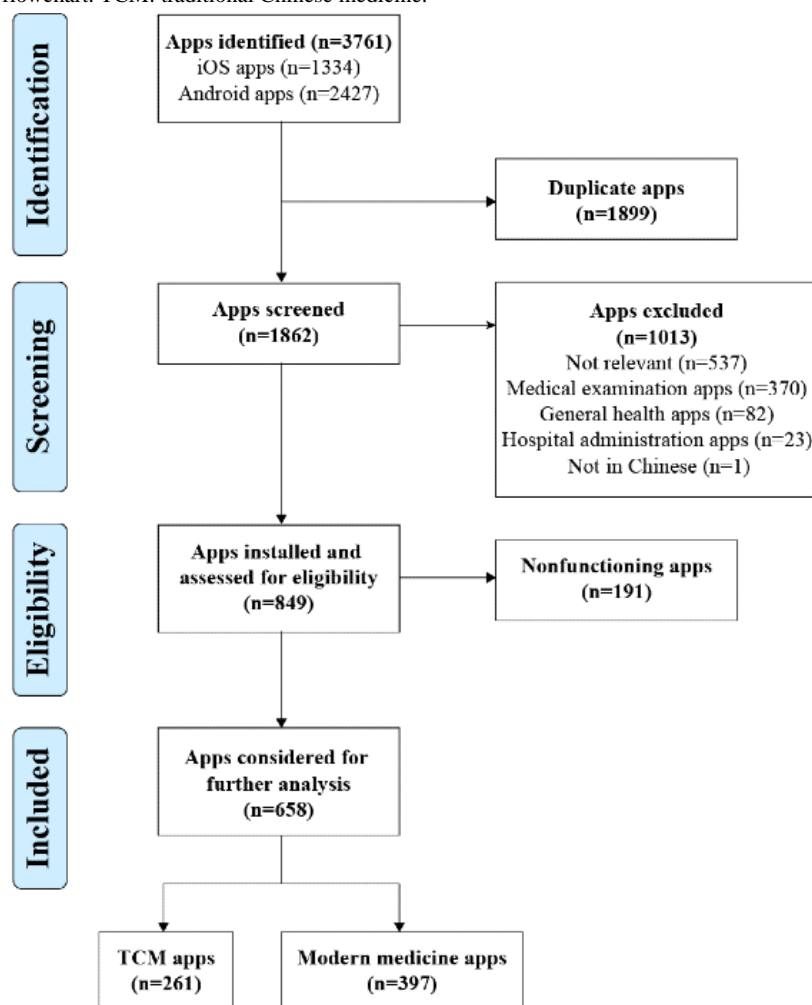 flowchart. TCM: traditional Chinese medicine.
Identification
Apps identified (n=3761)
iOS apps (n=1334)
Android apps (n=2427)
Duplicate apps
(n=1899)
Screening
Apps screened
(n=1862)
Apps excluded
(n=1013)
Not relevant (n=537)
Medical examination apps (n=370)
General health apps (n=82)
Hospital administration apps (n=23)
Not in Chinese (n=1)
Eligibility
Apps installed and
assessed for eligibility
(n=849)
Nonfunctioning apps
(n=191)
Included
Apps considered for
further analysis
(n=658)
TCM apps
(n=261)
Modern medicine apps
(n=397)